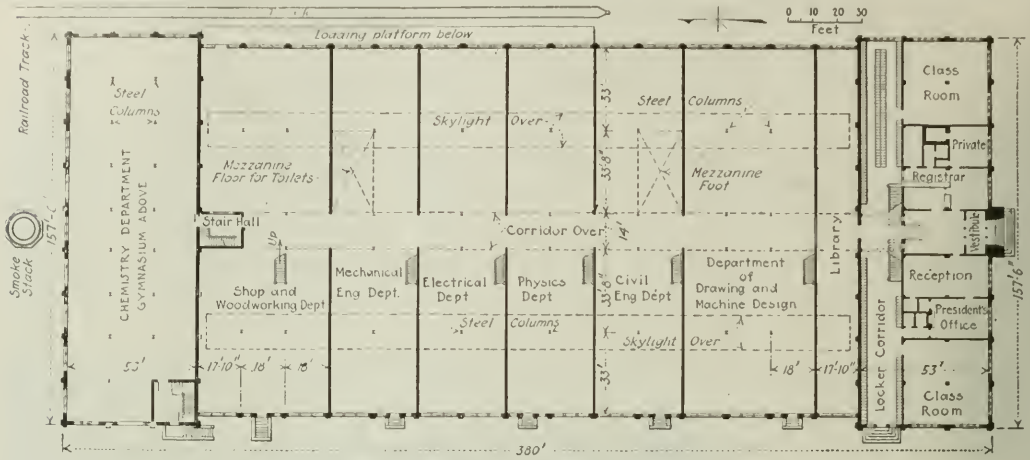 0 10 20 30
Feet
Loading platform below
A
Railroad Track
Steel
Columns
33'
Steel Columns
Class
Room
Skylight Over
Private
Mezzanine
Floor for Toilets
33'-8"
Mezzanine
Foot
Registrar
157'-6"
Smoke
Stack
CHEMISTRY DEPARTMENT
GYMNASIUM ABOVE
Stair Hall
Up
Corridor Over
14'
Library
Vestibule
157'-6"
Shop and
Woodworking Dept
Mechanical
Eng Dept.
Electrical
Dept
Physics
Dept
33'-8"
Civil
Eng Dept
Department
of
Drawing and
Machine Design
Reception
President's
Office
Steel Columns
Skylight Over
Locker Corridor
53'
17'-10"
18'
18'
33'
18'
17'-10"
53'
Class
Room
380'